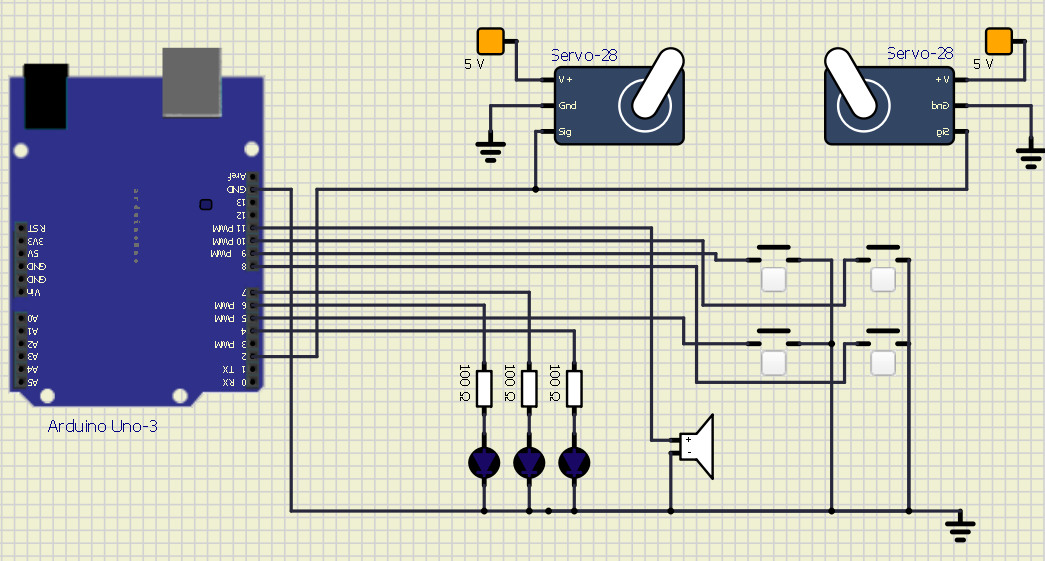 5 V
Servo-28
V+
Gnd
Sig
Servo-28
5 V
V+
Gnd
Sig
Aref
GND
13
12
PWM 11
PWM 10
PWM 9
8
7
PWM 6
PWM 5
4
PWM 3
2
TX 1
RX 0
RST
3V3
5V
GND
GND
Vin
A0
A1
A2
A3
A4
A5
Arduino Uno-3
100 Ω
100 Ω
100 Ω
+
-